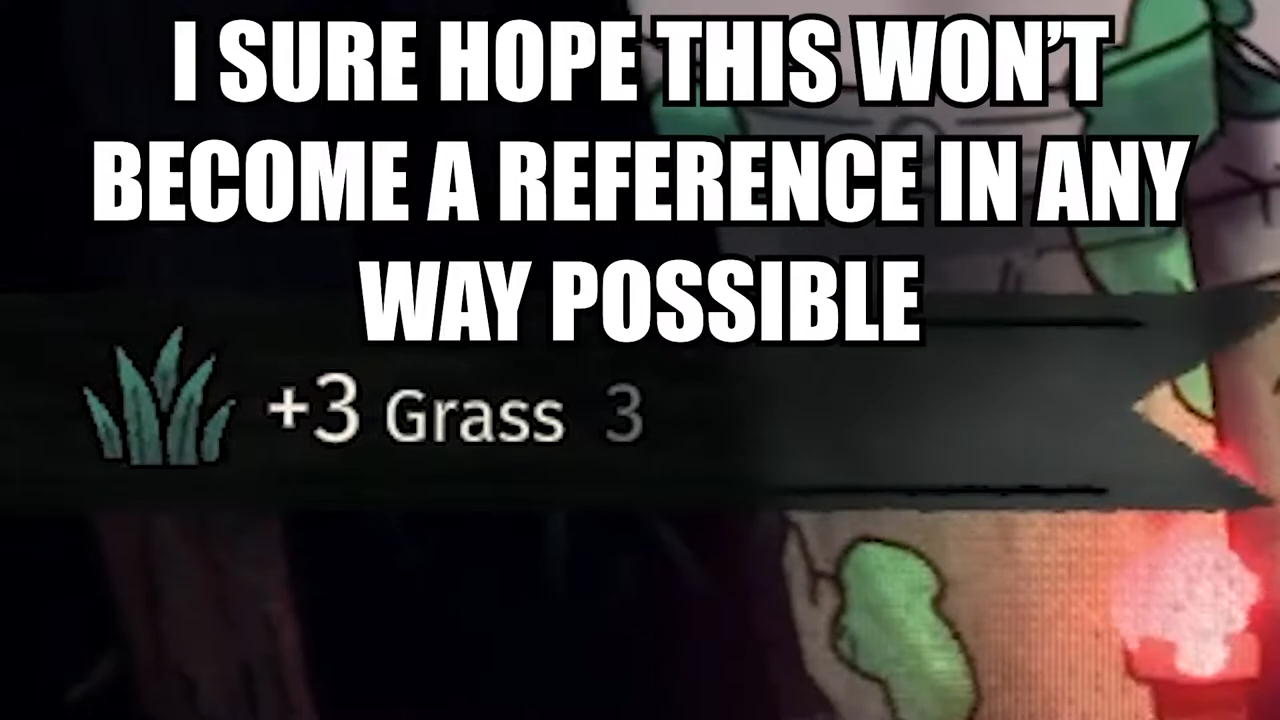 I SURE HOPE THIS WON'T
BECOME A REFERENCE IN ANY
WAY POSSIBLE
+3 Grass 3